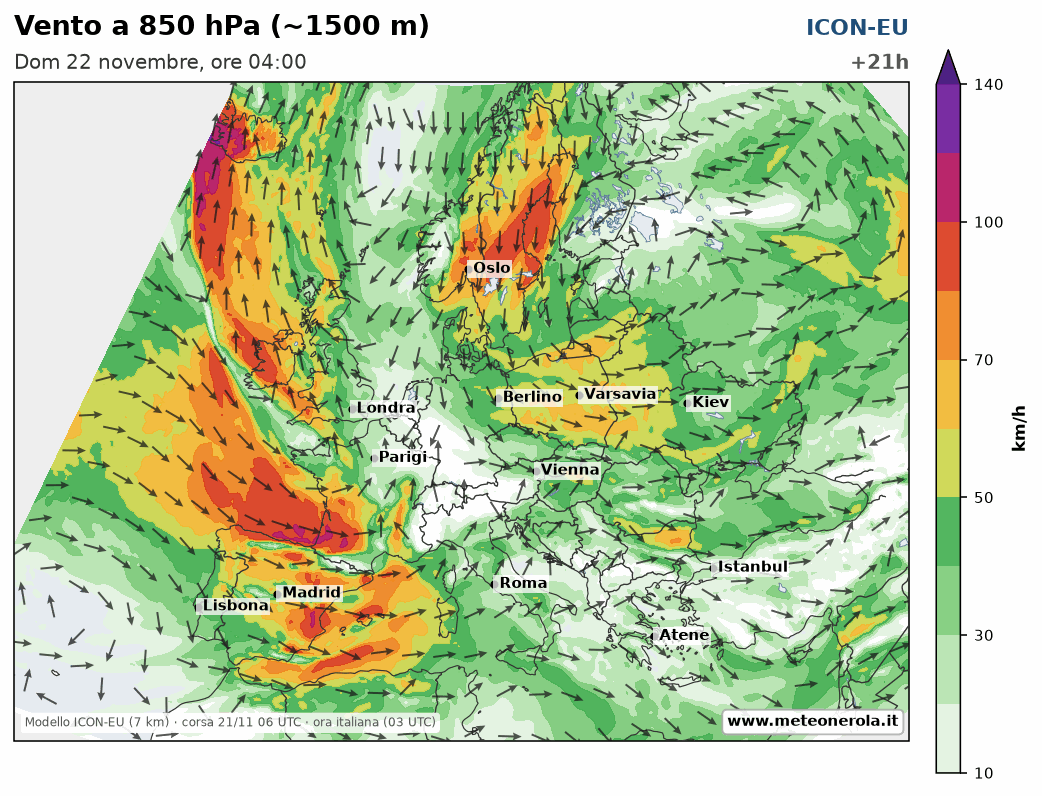 Vento a 850 hPa (~1500 m)
ICON-EU
Dom 22 novembre, ore 04:00
+21h
140
100
70
50
30
10
km/h
Oslo
Londra
Berlino
Varsavia
Kiev
Parigi
Vienna
Roma
Istanbul
Madrid
Lisbona
Atene
Modello ICON-EU (7 km) · corsa 21/11 06 UTC · ora italiana (03 UTC)
www.meteonerola.it